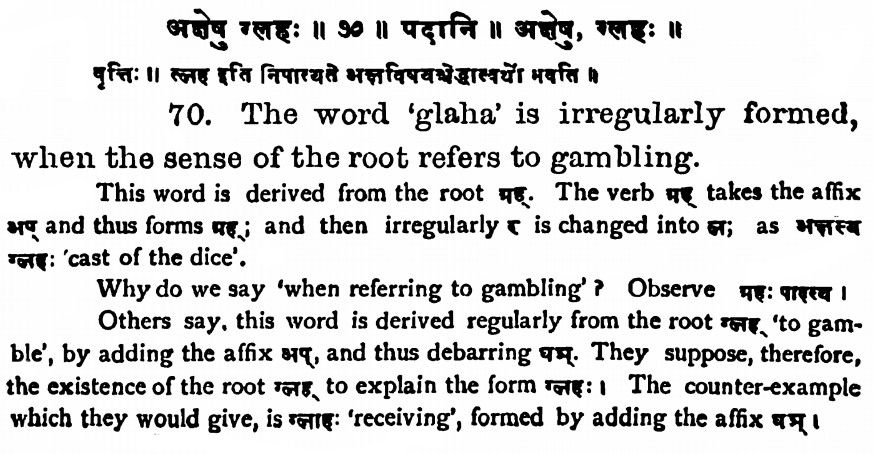 अक्षेषु ग्लहः ॥ ७० ॥ पदानि ॥ अक्षेषु, ग्लहः ॥
वृत्तिः ॥ ग्लह इति निपात्यते अक्षविषयश्चेद्धात्वर्थो भवति ॥
70. The word 'glaha' is irregularly formed,
when the sense of the root refers to gambling.
This word is derived from the root ग्रह्. The verb ग्रह् takes the affix
अप् and thus forms ग्रह्; and then irregularly र is changed into ल; as अक्षस्य
ग्लहः 'cast of the dice'.
Why do we say 'when referring to gambling'? Observe ग्रहः पादस्य ।
Others say, this word is derived regularly from the root ग्लह् 'to gam-
ble', by adding the affix अप्, and thus debarring घञ्. They suppose, therefore,
the existence of the root ग्लह् to explain the form ग्लहः । The counter-example
which they would give, is ग्लाहः 'receiving', formed by adding the affix घञ् ।